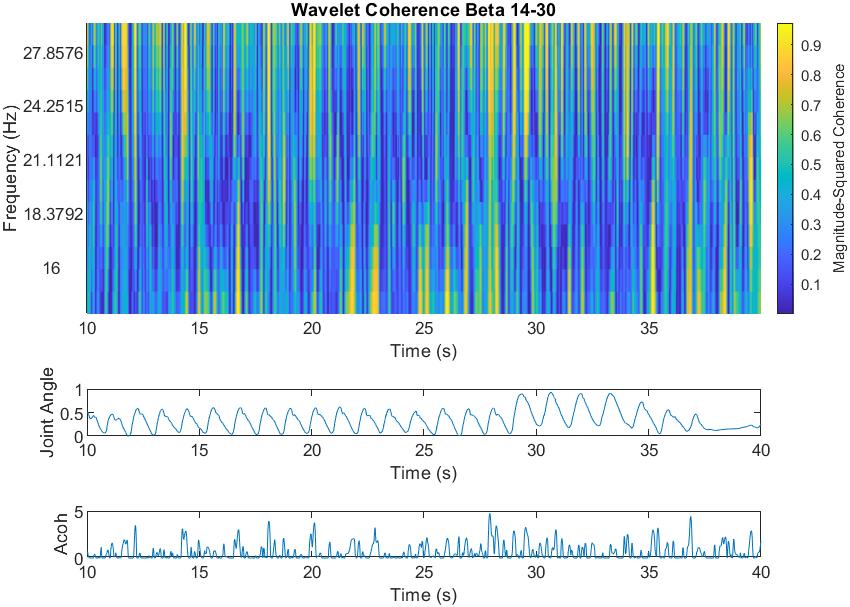 Wavelet Coherence Beta 14-30
27.8576
24.2515
21.1121
18.3792
16
Frequency (Hz)
10 15 20 25 30 35
Time (s)
0.9
0.8
0.7
0.6
0.5
0.4
0.3
0.2
0.1
Magnitude-Squared Coherence
Joint Angle
1
0.5
0
10 15 20 25 30 35 40
Time (s)
Acoh
5
0
10 15 20 25 30 35 40
Time (s)